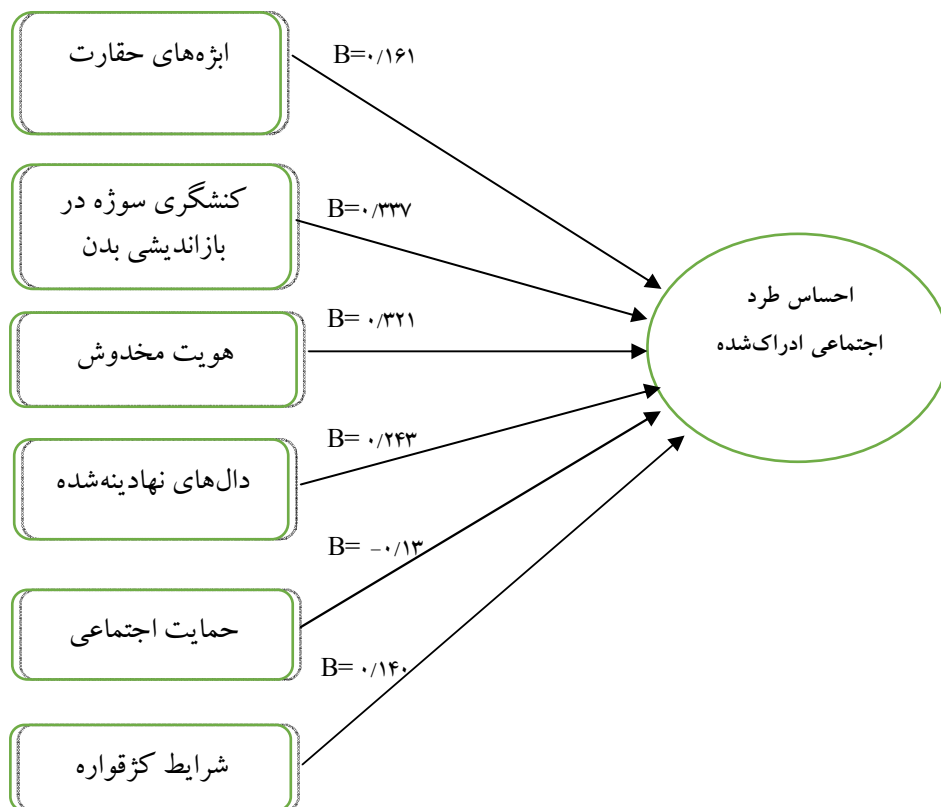 ابژه‌های حقارت
B=۰/۱۶۱
کنشگری سوژه در
بازاندیشی بدن
B=۰/۳۳۷
هویت مخدوش
B= ۰/۳۲۱
دال‌های نهادینه‌شده
B= ۰/۲۴۳
حمایت اجتماعی
B= -۰/۱۳
شرایط کژقواره
B= ۰/۱۴۰
احساس طرد
اجتماعی ادراک‌شده